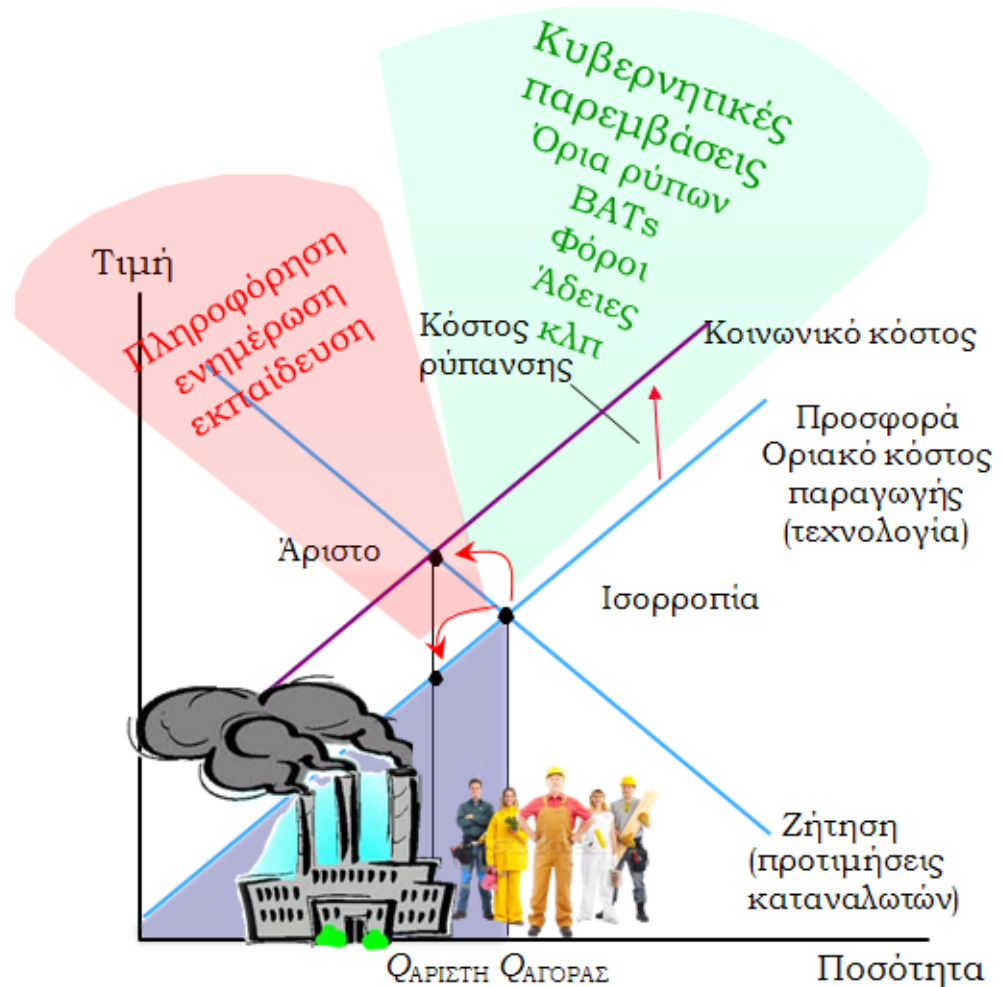 Κυβερνητικές
παρεμβάσεις
Όρια ρύπων
BATs
Φόροι
Άδειες
κλπ
Πληροφόρηση
ενημέρωση
εκπαίδευση
Τιμή
Κόστος
ρύπανσης
Κοινωνικό κόστος
Προσφορά
Οριακό κόστος
παραγωγής
(τεχνολογία)
Άριστο
Ισορροπία
Ζήτηση
(προτιμήσεις
καταναλωτών)
QΑΡΙΣΤΗ QΑΓΟΡΑΣ
Ποσότητα